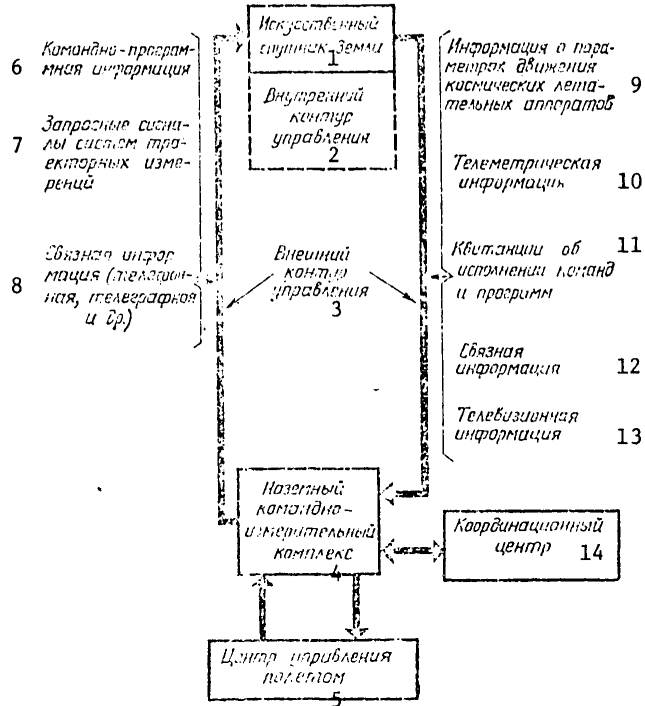 6
Командно-програм-
мная информация
7
Запросные сигна-
лы систем тра-
екторных изме-
рений
8
Связная инфор-
мация (телефон-
ная, телеграфная
и др.)
Искусственный
спутник Земли
1
Внутренний
контур
управления
2
Внешний
контур
управления
3
Информация о пара-
метрах движения
космических лета-
тельных аппаратов
9
Телеметрическая
информация
10
Квитанции об
исполнении команд
и программ
11
Связная
информация
12
Телевизионная
информация
13
Наземный
командно-
измерительный
комплекс
4
Координационный
центр
14
Центр управления
полетом
5